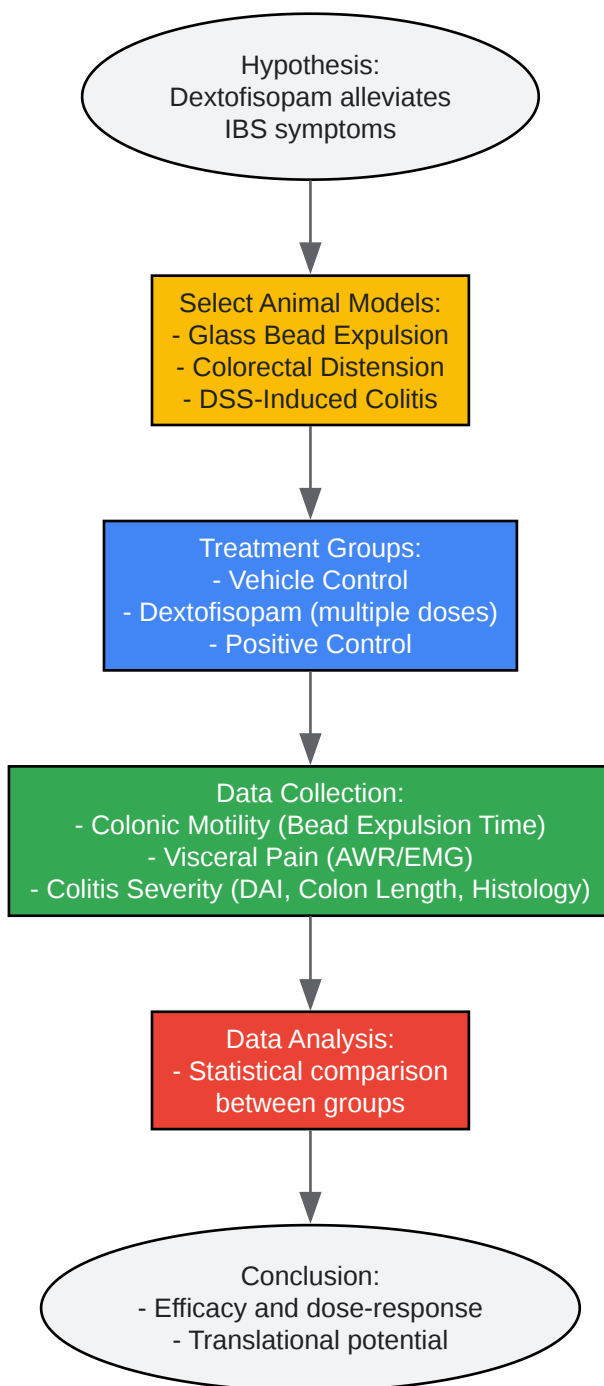 Hypothesis:
Dextofisopam alleviates
IBS symptoms
Select Animal Models:
- Glass Bead Expulsion
- Colorectal Distension
- DSS-Induced Colitis
Treatment Groups:
- Vehicle Control
- Dextofisopam (multiple doses)
- Positive Control
Data Collection:
- Colonic Motility (Bead Expulsion Time)
- Visceral Pain (AWR/EMG)
- Colitis Severity (DAI, Colon Length, Histology)
Data Analysis:
- Statistical comparison
between groups
Conclusion:
- Efficacy and dose-response
- Translational potential